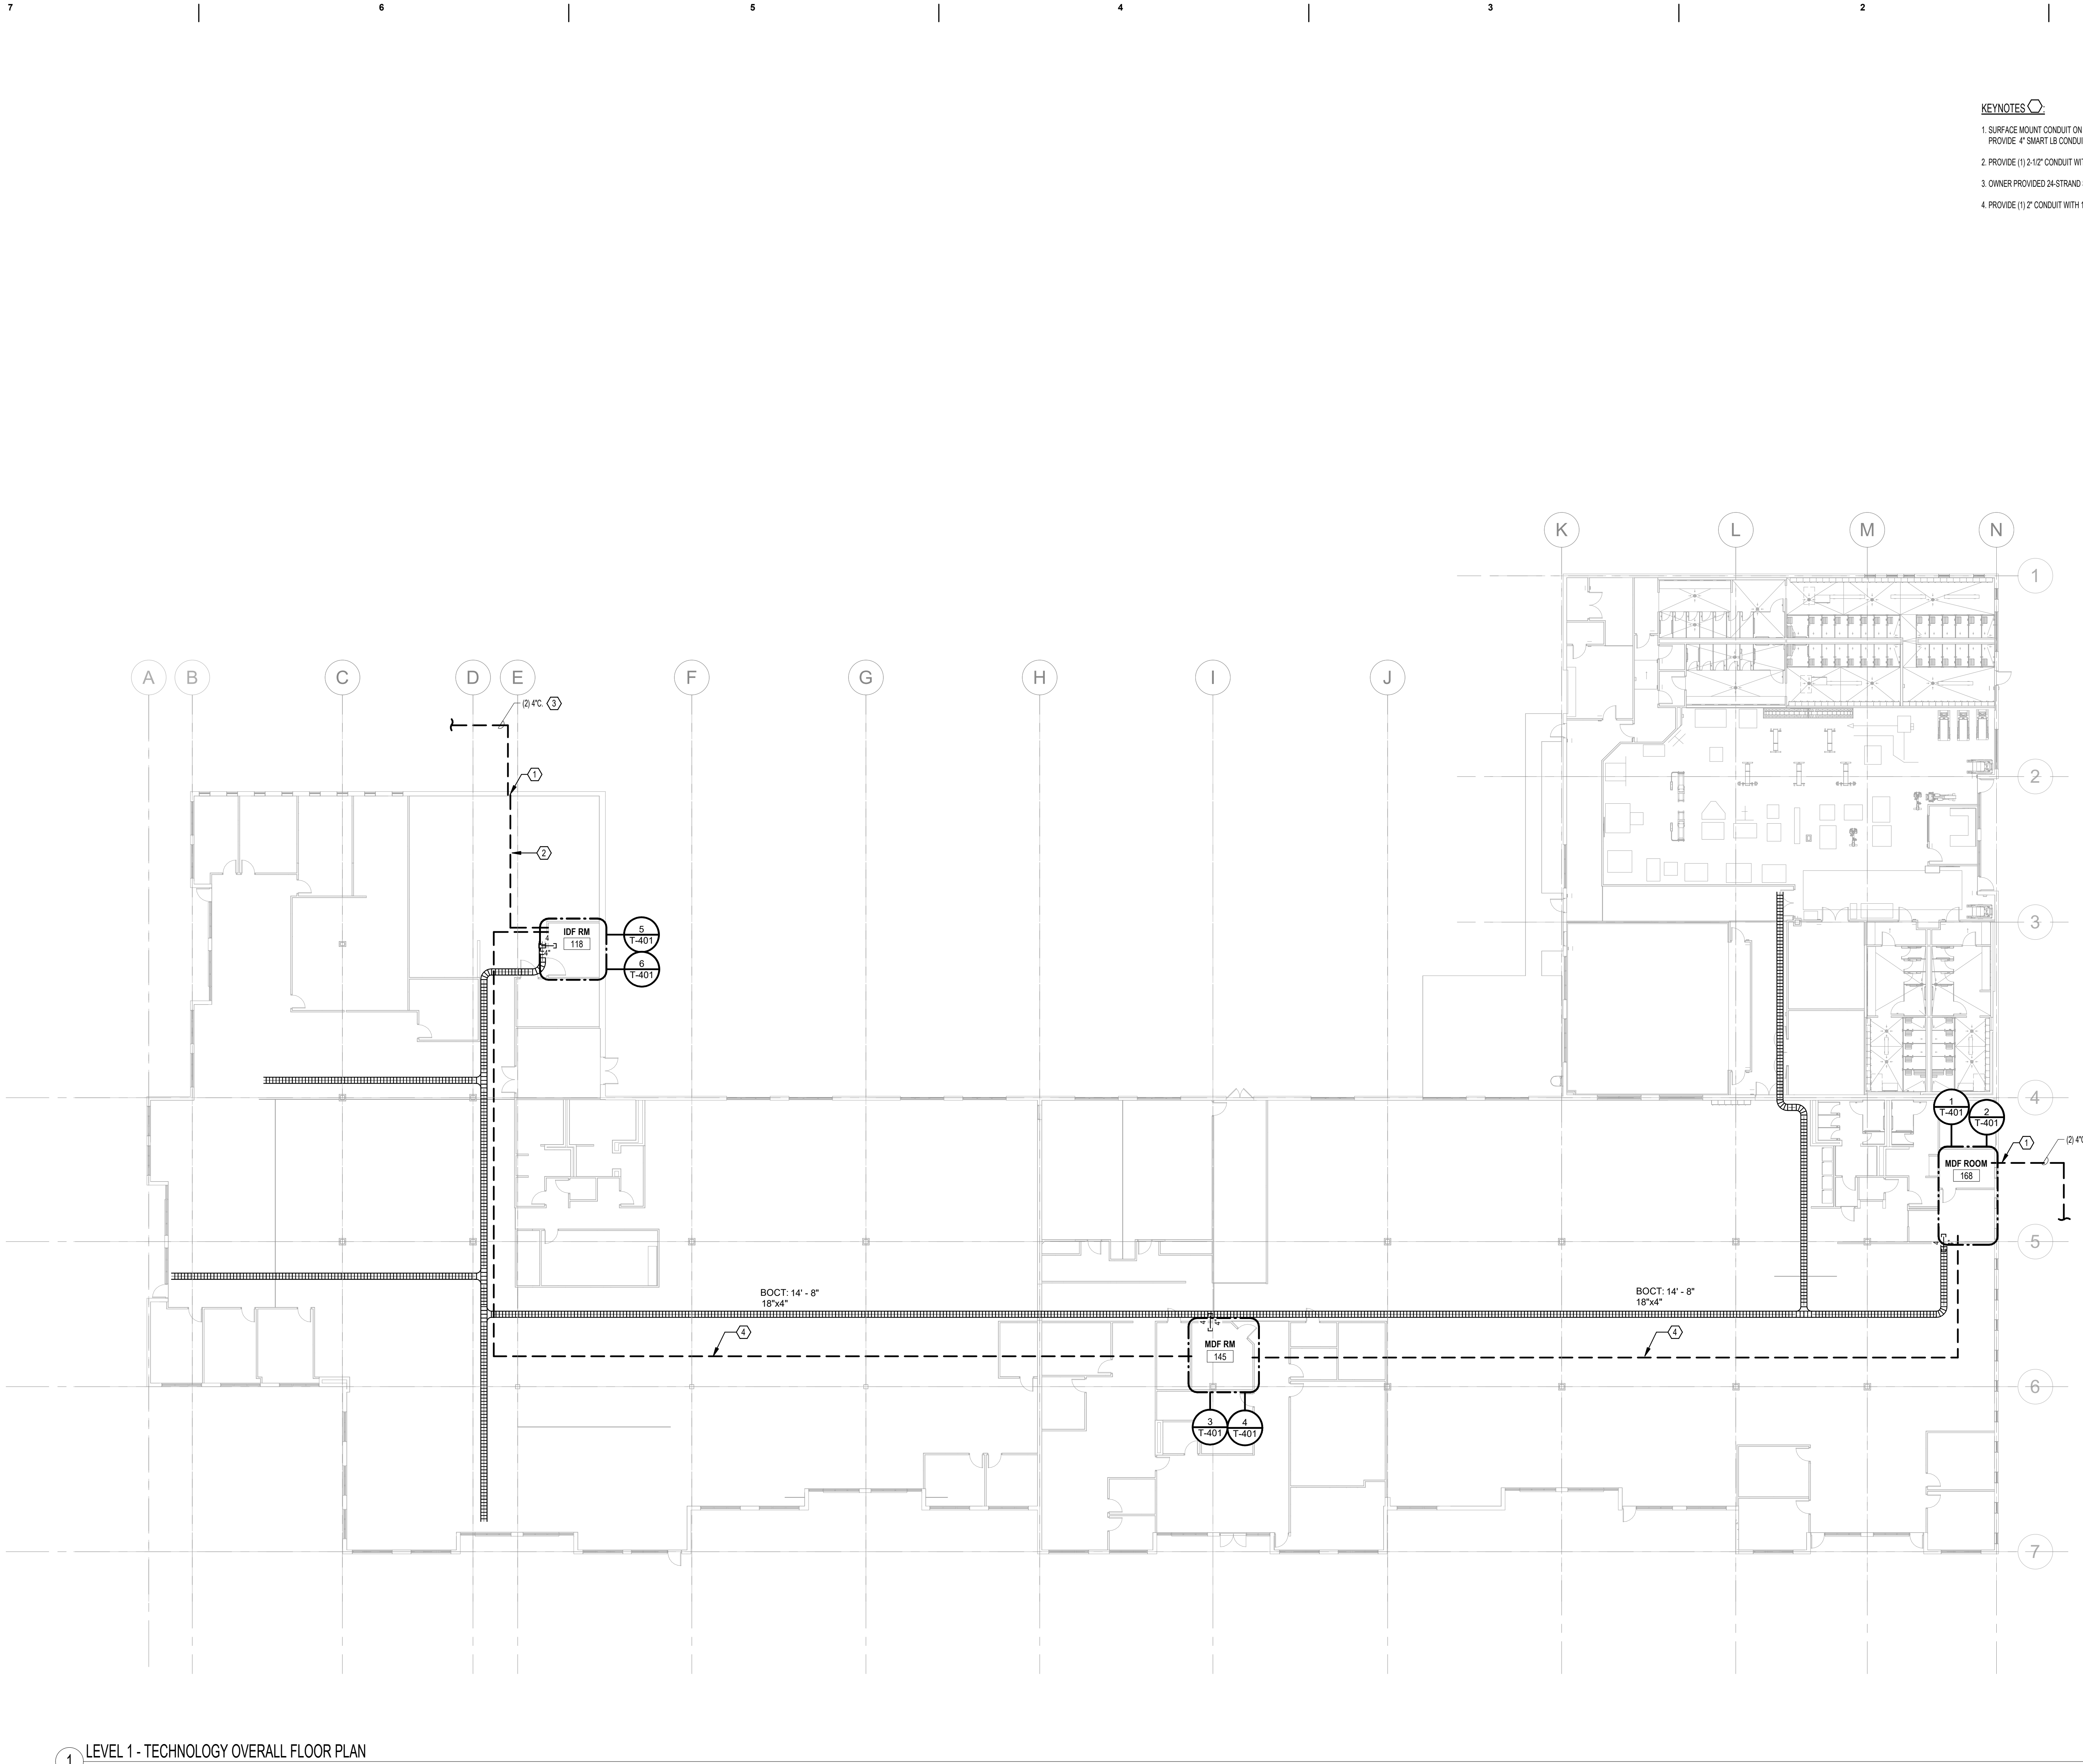 7 6 5 4 3 2
KEYNOTES :
1. SURFACE MOUNT CONDUIT ON
PROVIDE 4" SMART LB
2. PROVIDE (1) 2-1/2" CONDUIT
3. OWNER PROVIDED 24-STRAND
4. PROVIDE (1) 2" CONDUIT WITH
K L M N
1
A B C D E F G H I J
(2) 4"C. 3
1
2
2
IDF RM
118
5
T-401
6
T-401
3
4
4"
1
T-401
2
T-401
4
1
(2) 4"
MDF ROOM
168
5
BOCT: 14' - 8"
18"x4"
BOCT: 14' - 8"
18"x4"
4
4
MDF RM
145
6
3
T-401
4
T-401
7
1
LEVEL 1 - TECHNOLOGY OVERALL FLOOR PLAN